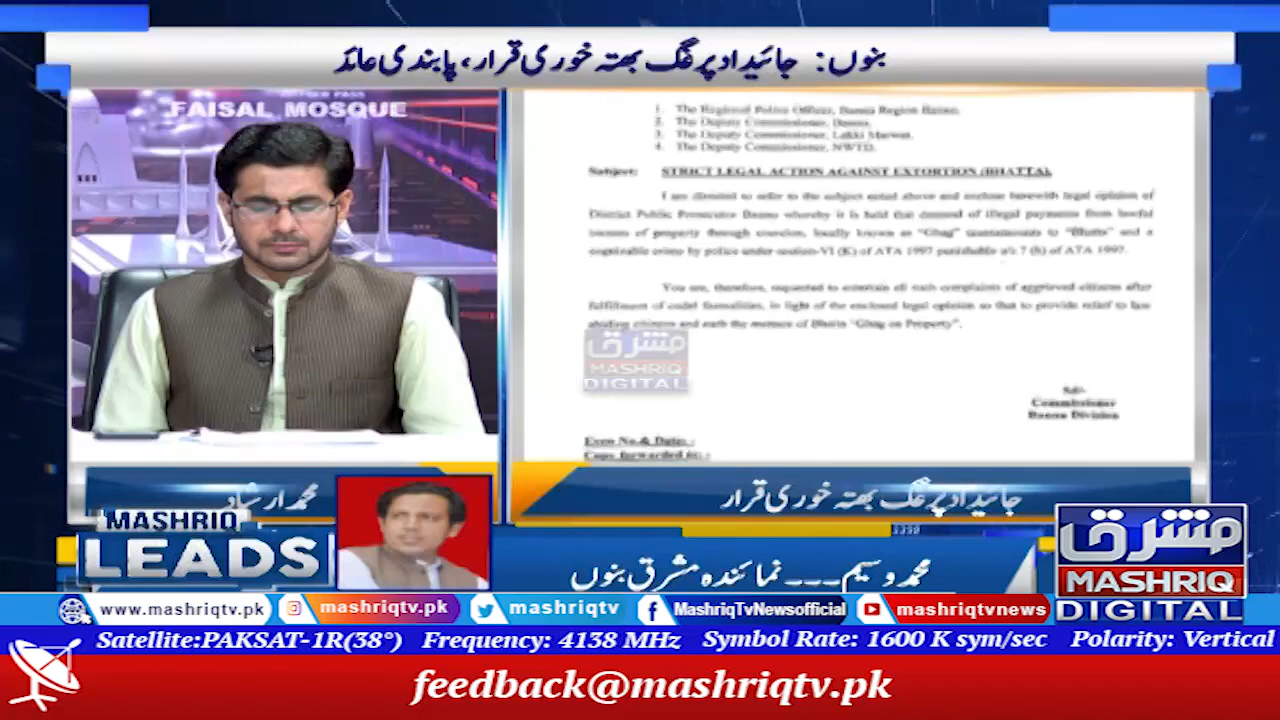 بنوں: جائیداد پر غگ بھتہ خوری قرار، پابندی عائد
FAISAL MOSQUE
1. The Regional Police Officer, Bannu Region Bannu.
2. The Deputy Commissioner, Bannu.
3. The Deputy Commissioner, Lakki Marwat.
4. The Deputy Commissioner, NWTD.
Subject: STRICT LEGAL ACTION AGAINST EXTORTION (BHATTA).
I am directed to refer to the subject noted above and enclose herewith legal opinion of
District Public Prosecutor Bannu whereby it is held that demand of illegal payments from lawful
owners of property through coercion, locally known as "Ghag" tantamounts to "Bhatta" and a
cognizable crime by police under section-VI (K) of ATA 1997 punishable u/s 7 (h) of ATA 1997.
You are, therefore, requested to entertain all such complaints of aggrieved citizens after
fulfillment of codal formalities, in light of the enclosed legal opinion so that to provide relief to law
abiding citizens and curb the menace of Bhatta "Ghag on Property".
مشرق
MASHRIQ
DIGITAL
Sd/-
Commissioner
Bannu Division
Even No.& Date: -
Copy forwarded to: -
محمد ارشاد
جائیداد پر غگ بھتہ خوری قرار
MASHRIQ
LEADS
محمد وسیم۔۔۔ نمائندہ مشرق بنوں
مشرق
MASHRIQ
DIGITAL
www.mashriqtv.pk mashriqtv.pk mashriqtv MashriqTvNewsofficial mashriqtvnews
Satellite:PAKSAT-1R(38°) Frequency: 4138 MHz Symbol Rate: 1600 K sym/sec Polarity: Vertical
feedback@mashriqtv.pk